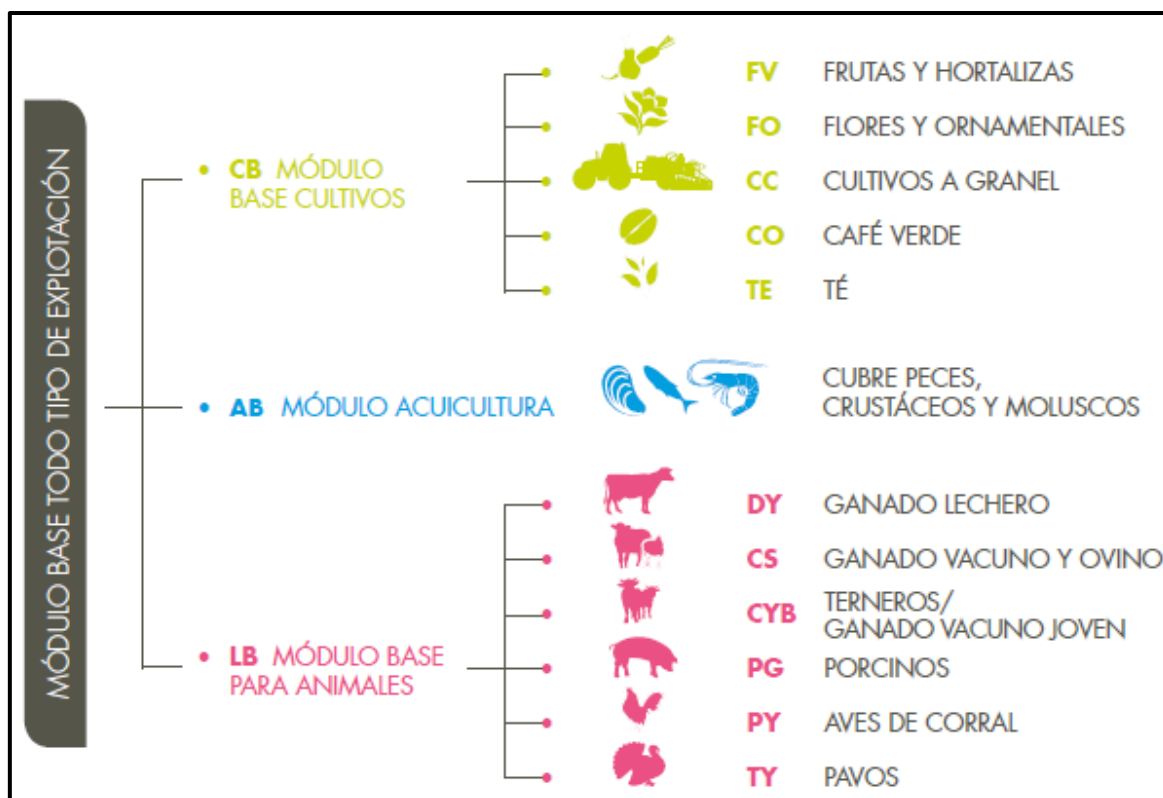 MÓDULO BASE TODO TIPO DE EXPLOTACIÓN
• CB MÓDULO
BASE CULTIVOS
FV FRUTAS Y HORTALIZAS
FO FLORES Y ORNAMENTALES
CC CULTIVOS A GRANEL
CO CAFÉ VERDE
TE TÉ
• AB MÓDULO ACUICULTURA
CUBRE PECES,
CRUSTÁCEOS Y MOLUSCOS
• LB MÓDULO BASE
PARA ANIMALES
DY GANADO LECHERO
CS GANADO VACUNO Y OVINO
CYB TERNEROS/
GANADO VACUNO JOVEN
PG PORCINOS
PY AVES DE CORRAL
TY PAVOS